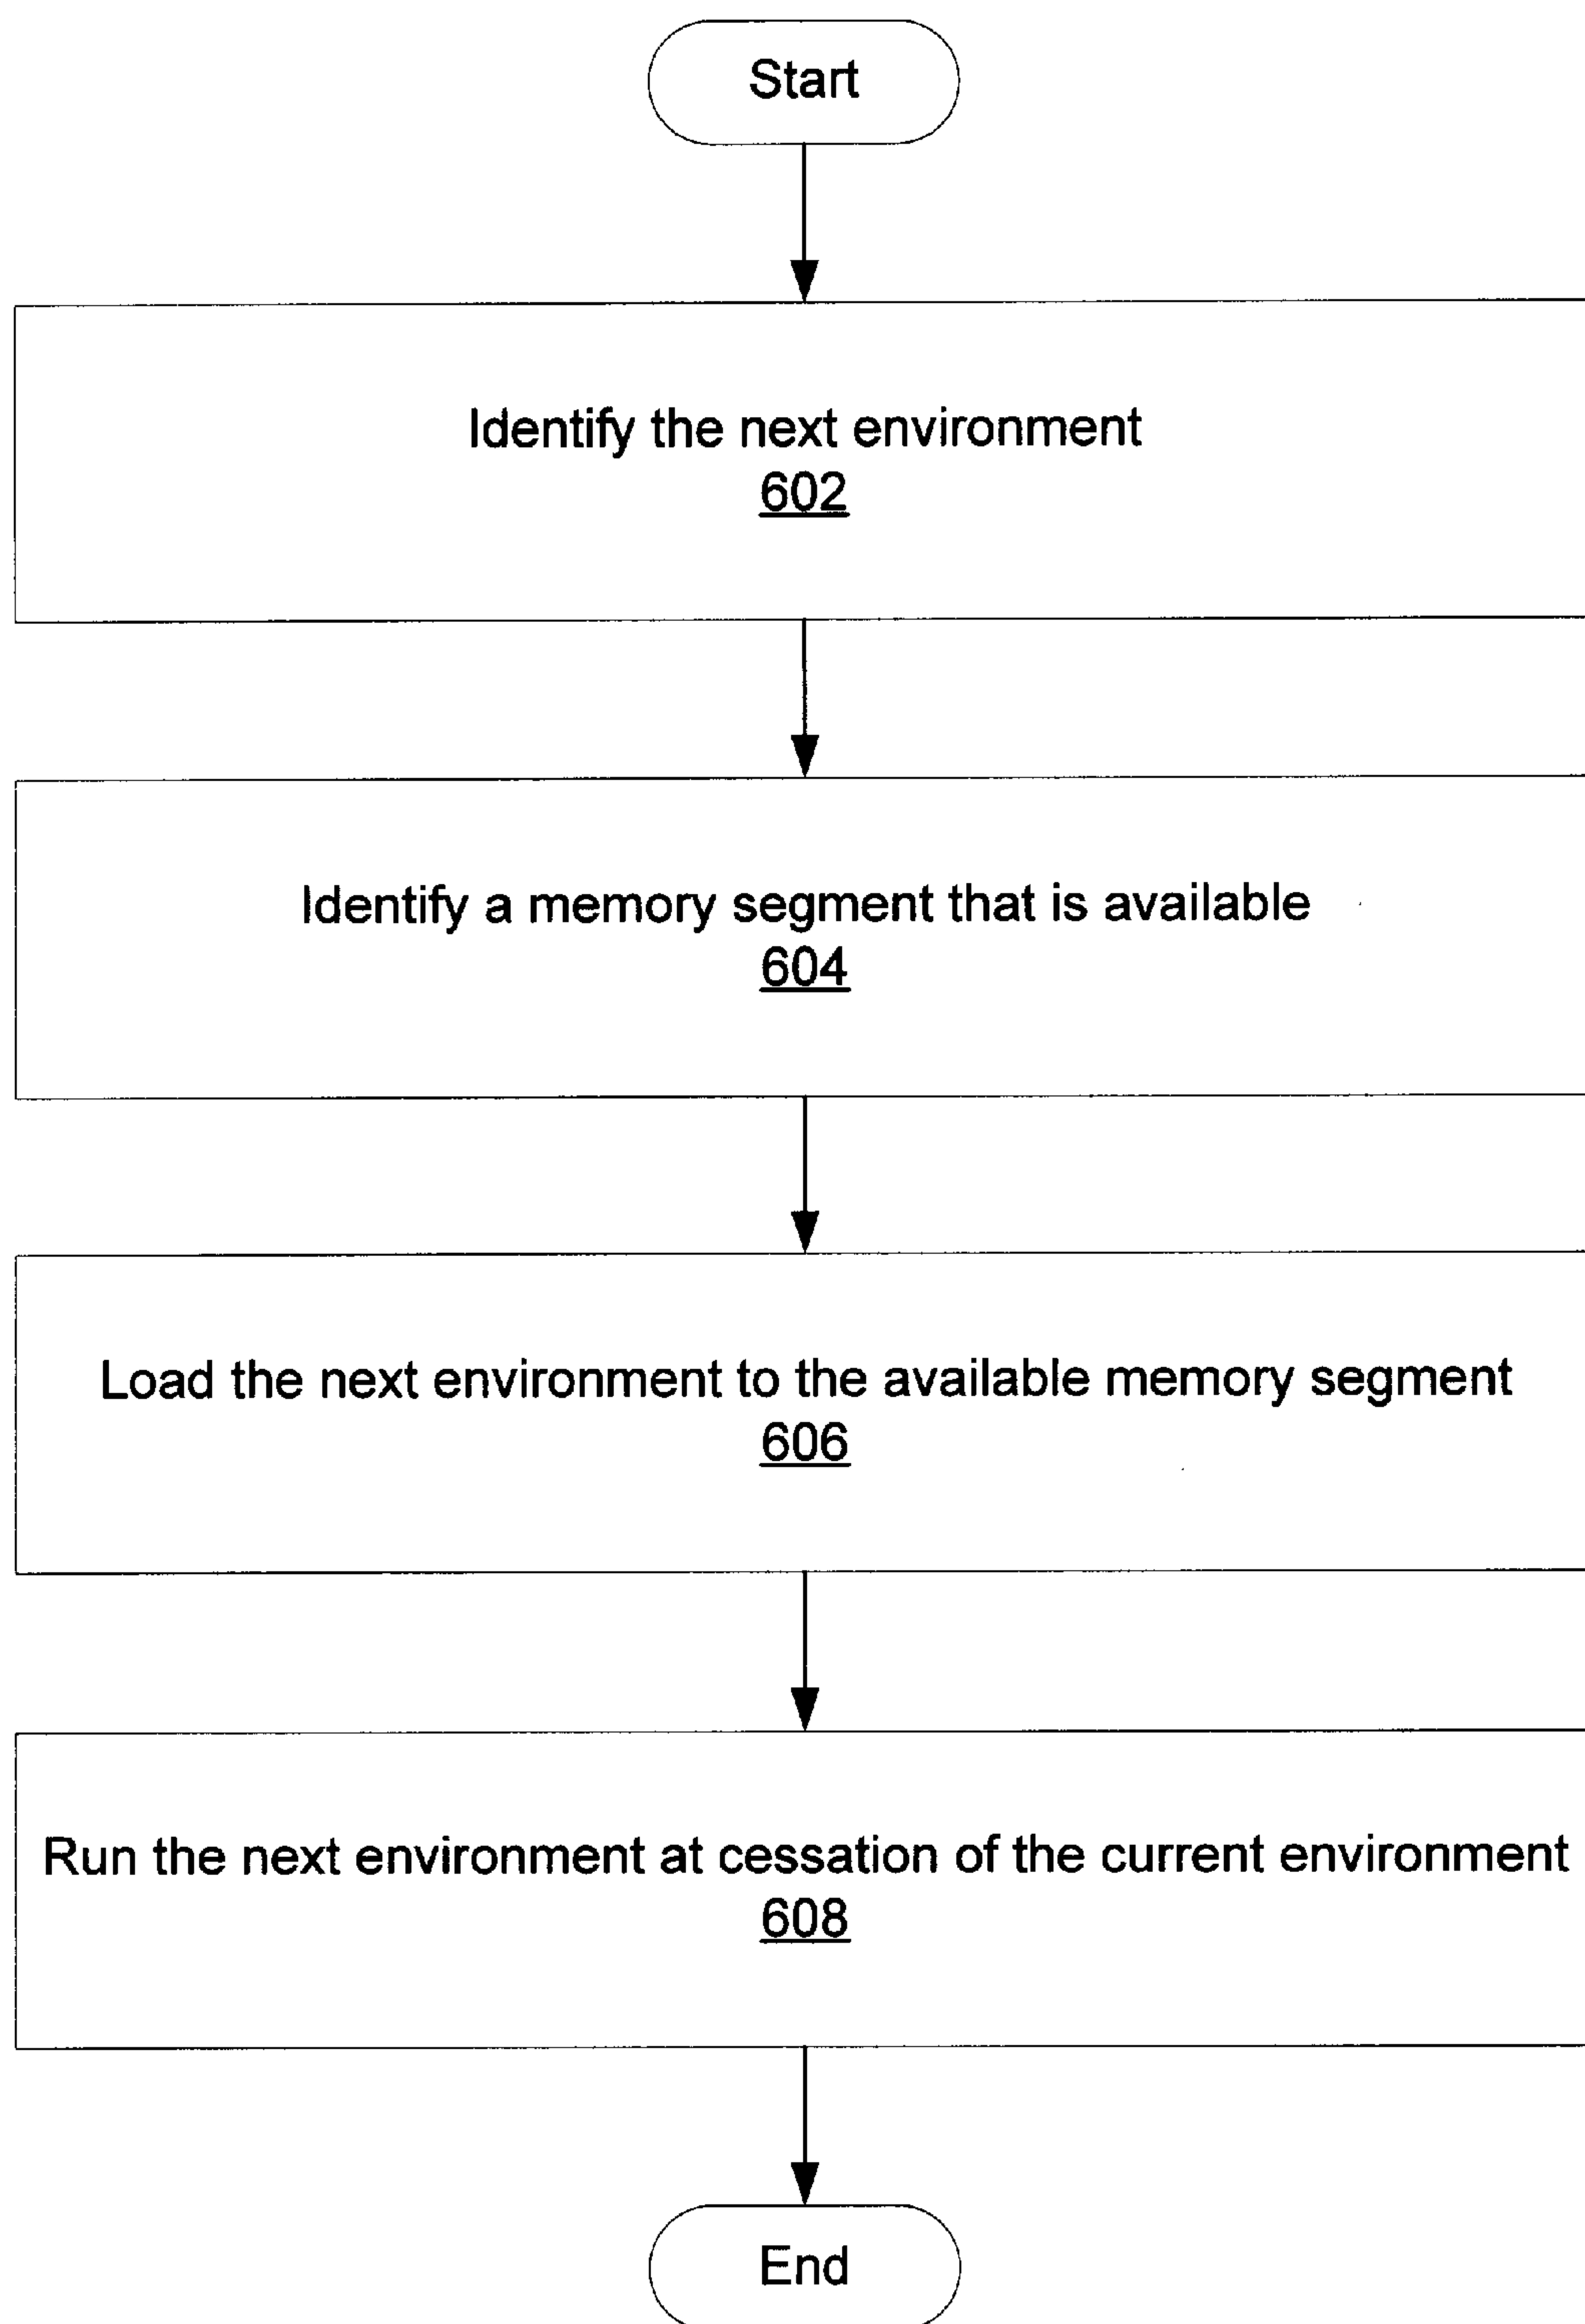 Start
Identify the next environment
602
Identify a memory segment that is available
604
Load the next environment to the available memory segment
606
Run the next environment at cessation of the current environment
608
End